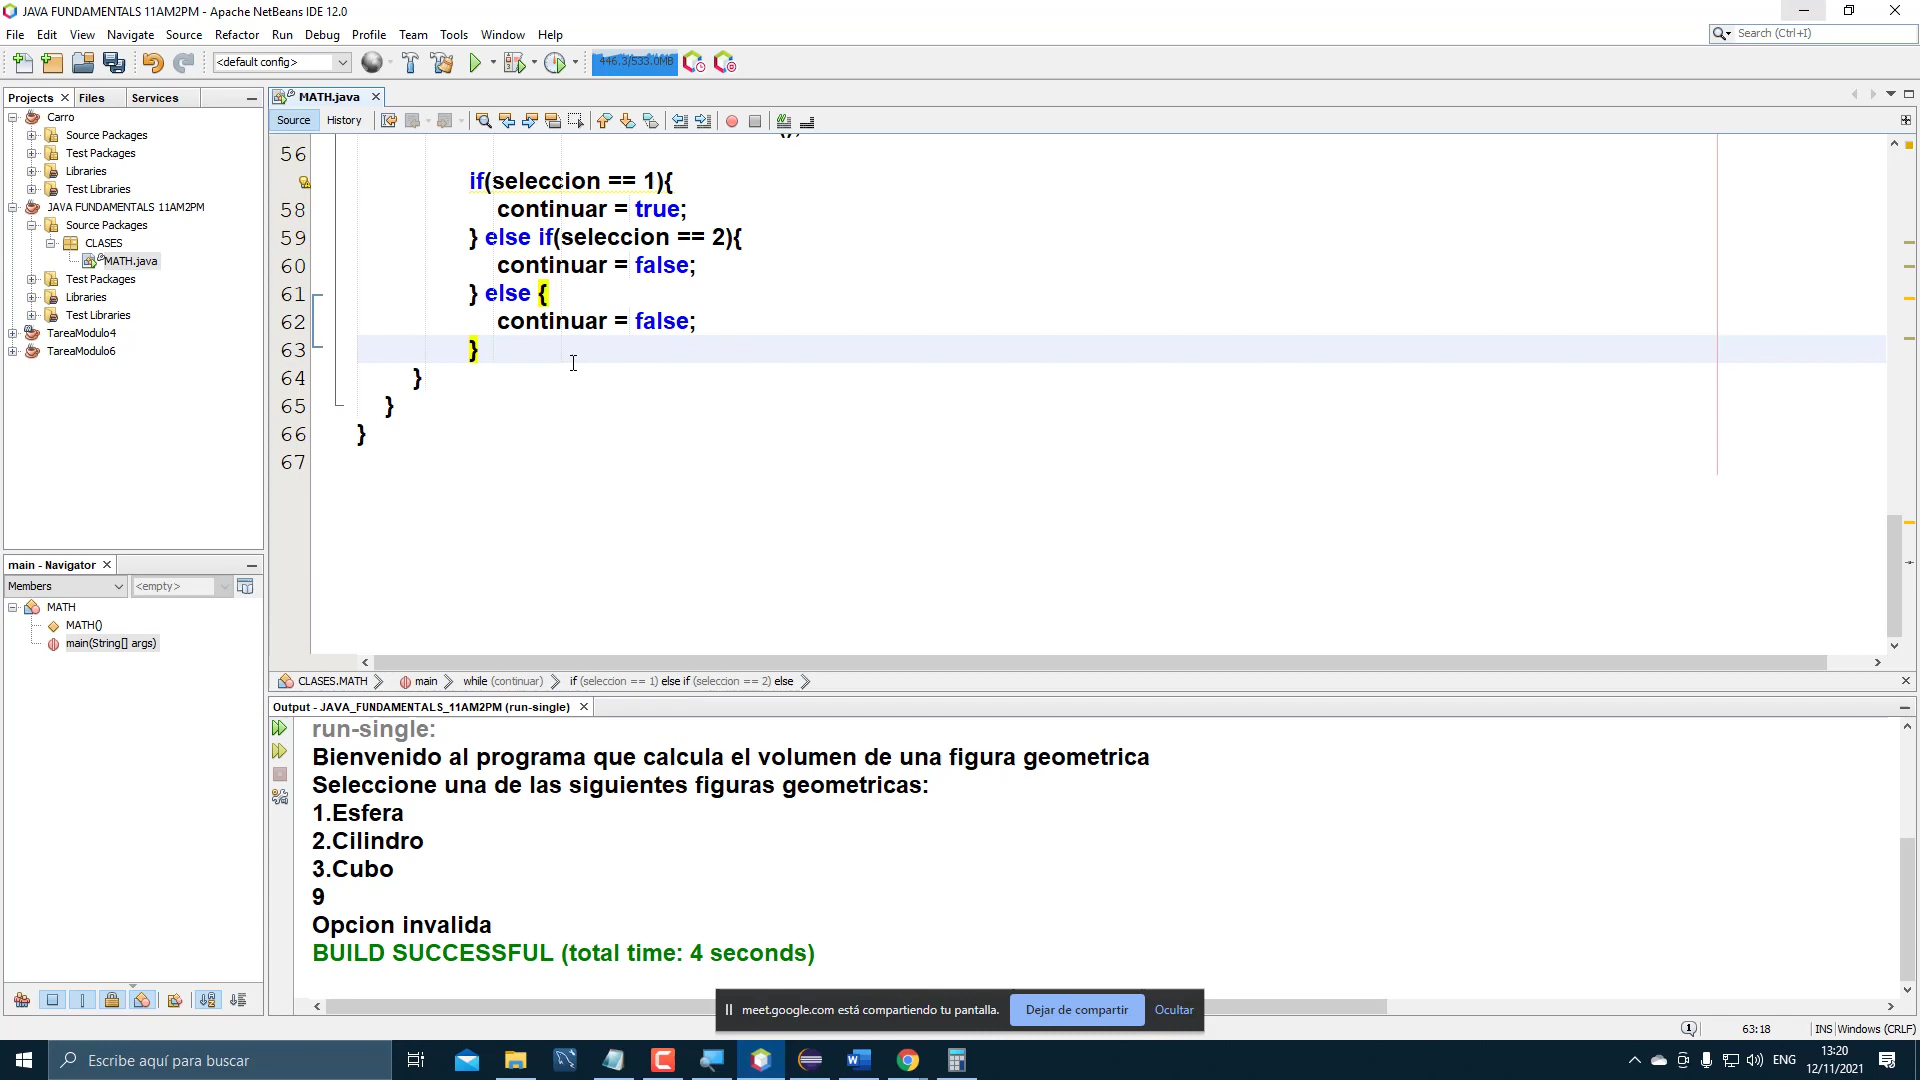 JAVA FUNDAMENTALS 11AM2PM - Apache NetBeans IDE 12.0
File Edit View Navigate Source Refactor Run Debug Profile Team Tools Window Help
Search (Ctrl+I)
<default config>
446.3/533.0MB
Projects Files Services
MATH.java
Source History
Carro
Source Packages
Test Packages
Libraries
Test Libraries
JAVA FUNDAMENTALS 11AM2PM
Source Packages
CLASES
MATH.java
Test Packages
Libraries
Test Libraries
TareaModulo4
TareaModulo6
56
if(seleccion == 1){
58 continuar = true;
59 } else if(seleccion == 2){
60 continuar = false;
61 } else {
62 continuar = false;
63 }
64 }
65 }
66 }
67
main - Navigator
Members <empty>
MATH
MATH()
main(String[] args)
CLASES.MATH main while (continuar) if (seleccion == 1) else if (seleccion == 2) else
Output - JAVA_FUNDAMENTALS_11AM2PM (run-single)
run-single:
Bienvenido al programa que calcula el volumen de una figura geometrica
Seleccione una de las siguientes figuras geometricas:
1.Esfera
2.Cilindro
3.Cubo
9
Opcion invalida
BUILD SUCCESSFUL (total time: 4 seconds)
meet.google.com está compartiendo tu pantalla. Dejar de compartir Ocultar
63:18 INS Windows (CRLF)
Escribe aquí para buscar
ENG
13:20
12/11/2021